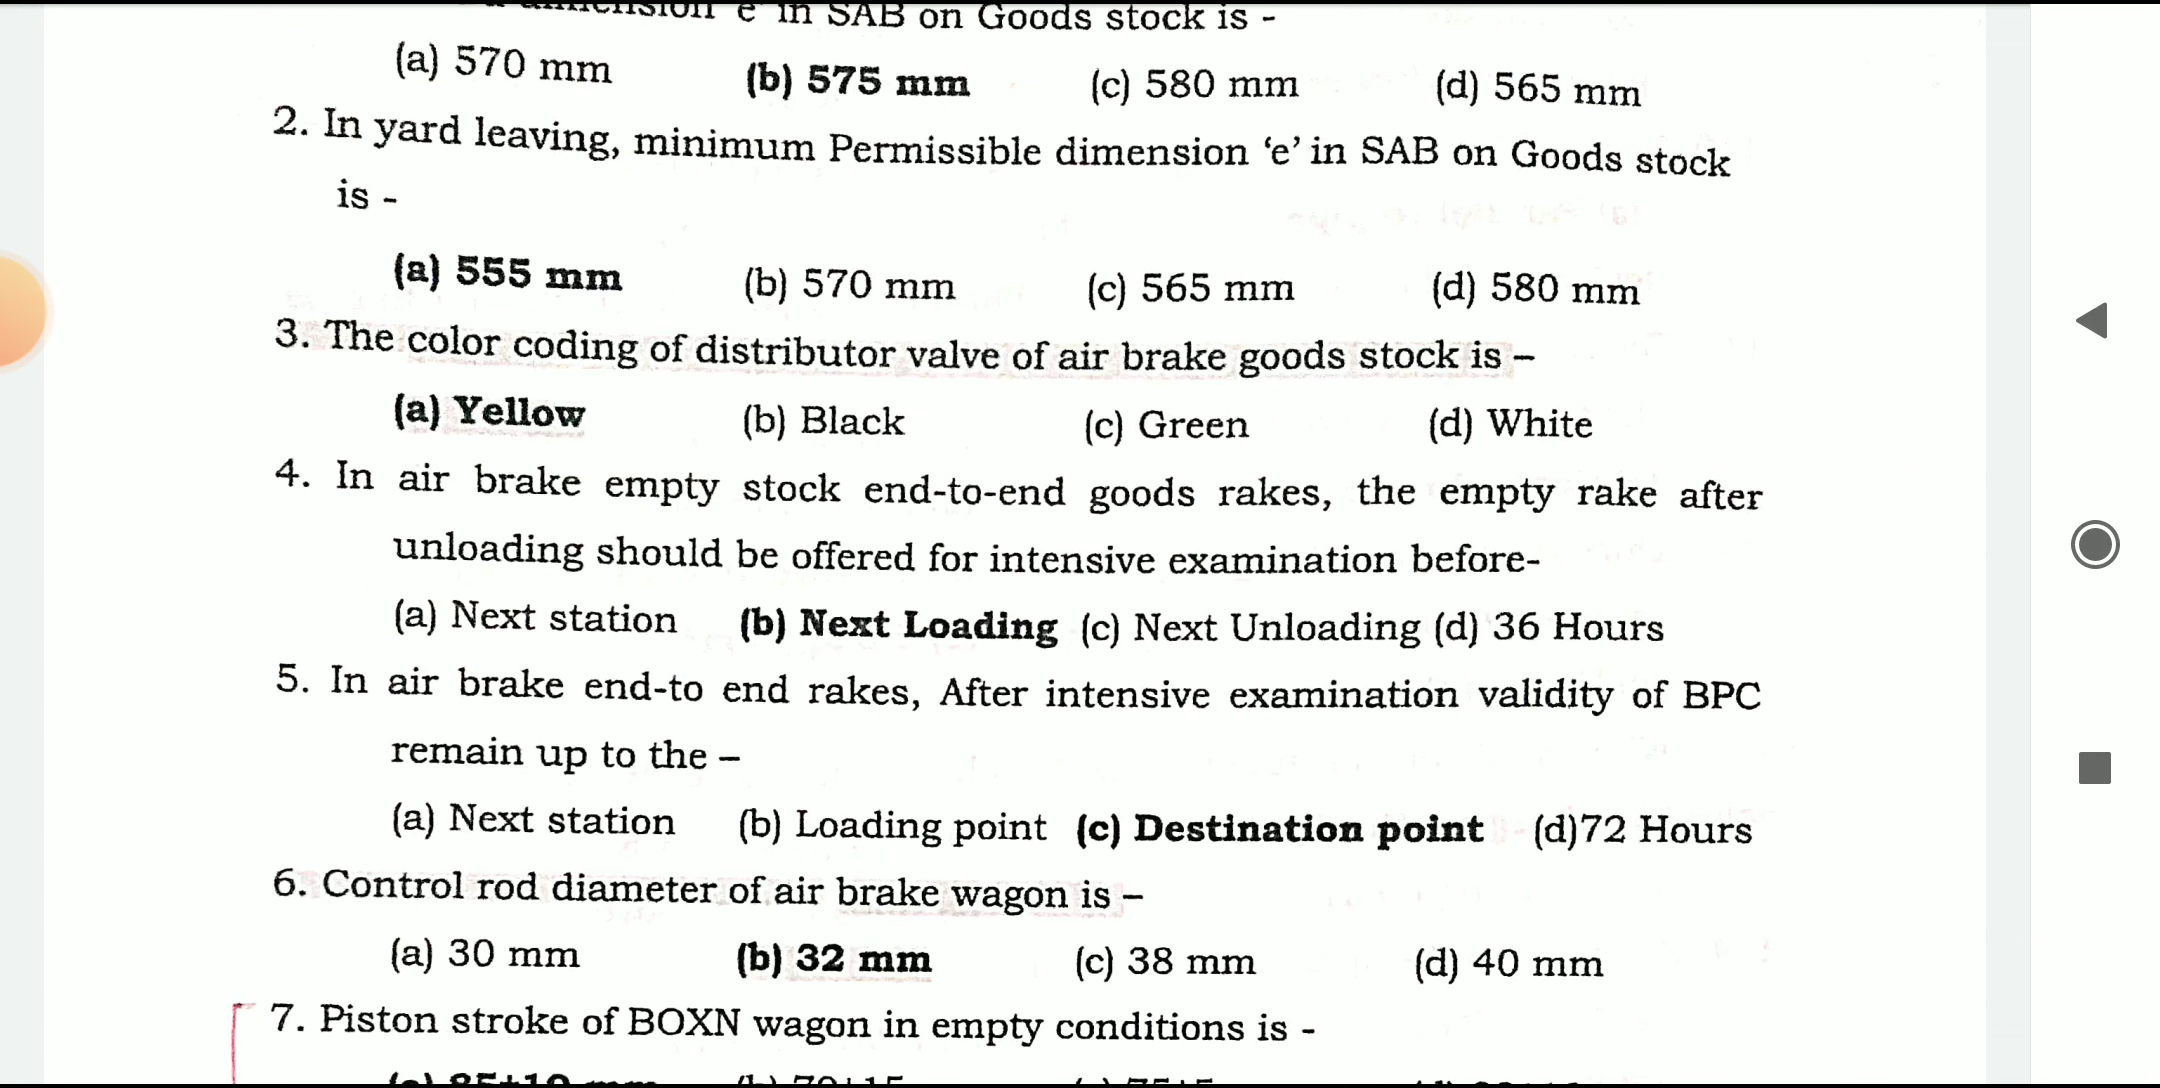 dimension 'e' in SAB on Goods stock is -
(a) 570 mm (b) 575 mm (c) 580 mm (d) 565 mm
2. In yard leaving, minimum Permissible dimension ‘e’ in SAB on Goods stock
is -
(a) 555 mm (b) 570 mm (c) 565 mm (d) 580 mm
3. The color coding of distributor valve of air brake goods stock is –
(a) Yellow (b) Black (c) Green (d) White
4. In air brake empty stock end-to-end goods rakes, the empty rake after
unloading should be offered for intensive examination before-
(a) Next station (b) Next Loading (c) Next Unloading (d) 36 Hours
5. In air brake end-to end rakes, After intensive examination validity of BPC
remain up to the –
(a) Next station (b) Loading point (c) Destination point (d)72 Hours
6. Control rod diameter of air brake wagon is –
(a) 30 mm (b) 32 mm (c) 38 mm (d) 40 mm
7. Piston stroke of BOXN wagon in empty conditions is -
(a) 85±10 mm